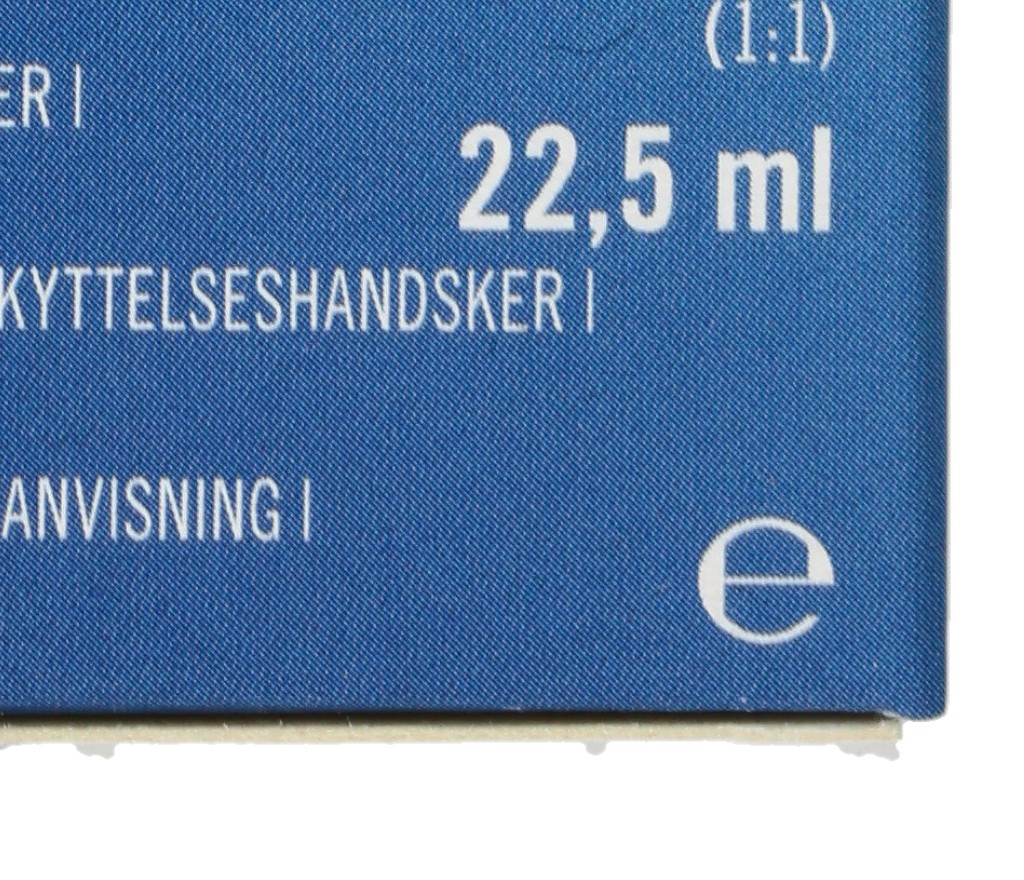 (1:1)
ER |
22,5 ml
KYTTELSESHANDSKER |
ANVISNING |
e